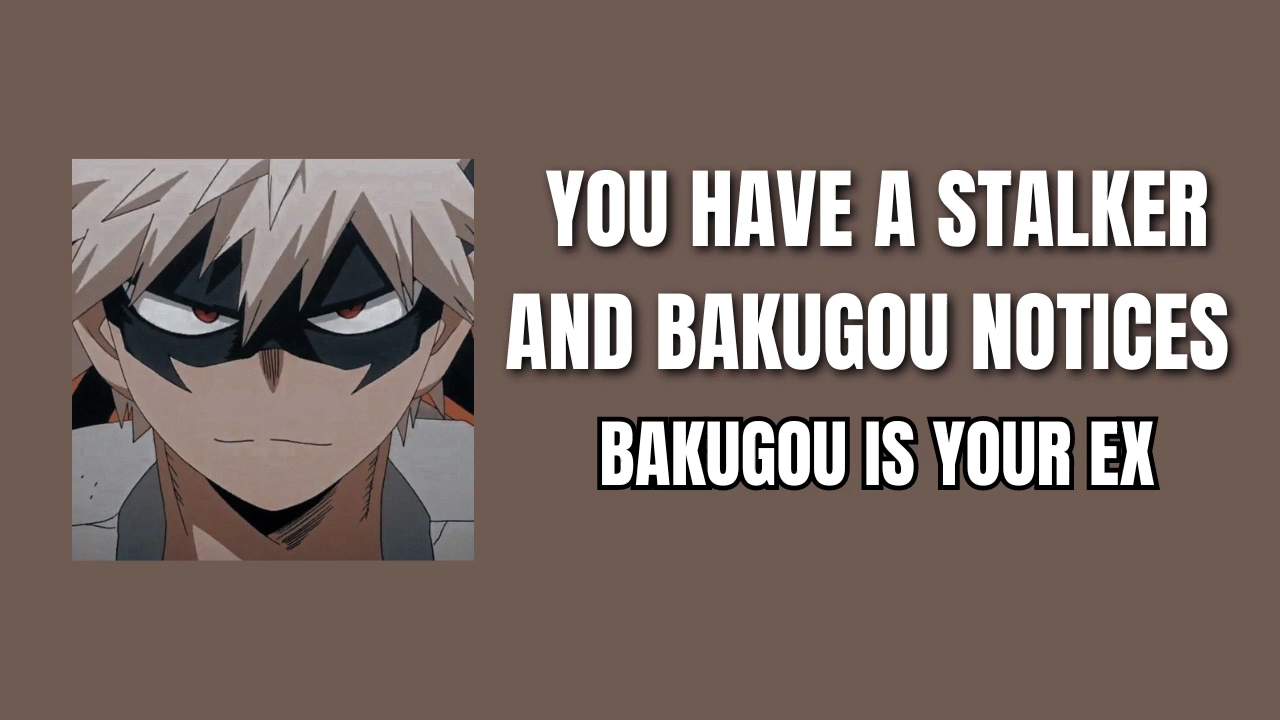 YOU HAVE A STALKER
AND BAKUGOU NOTICES
BAKUGOU IS YOUR EX